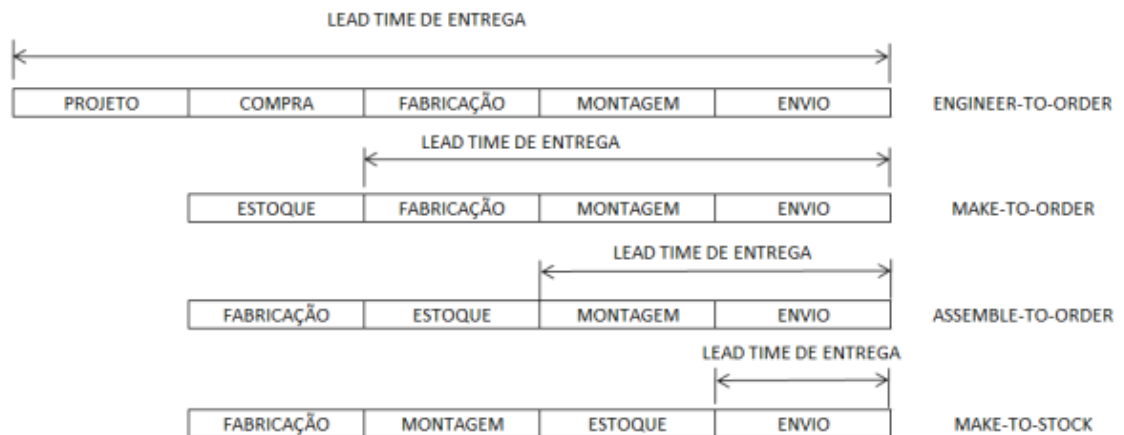 LEAD TIME DE ENTREGA
PROJETO COMPRA FABRICAÇÃO MONTAGEM ENVIO ENGINEER-TO-ORDER
LEAD TIME DE ENTREGA
ESTOQUE FABRICAÇÃO MONTAGEM ENVIO MAKE-TO-ORDER
LEAD TIME DE ENTREGA
FABRICAÇÃO ESTOQUE MONTAGEM ENVIO ASSEMBLE-TO-ORDER
LEAD TIME DE ENTREGA
FABRICAÇÃO MONTAGEM ESTOQUE ENVIO MAKE-TO-STOCK